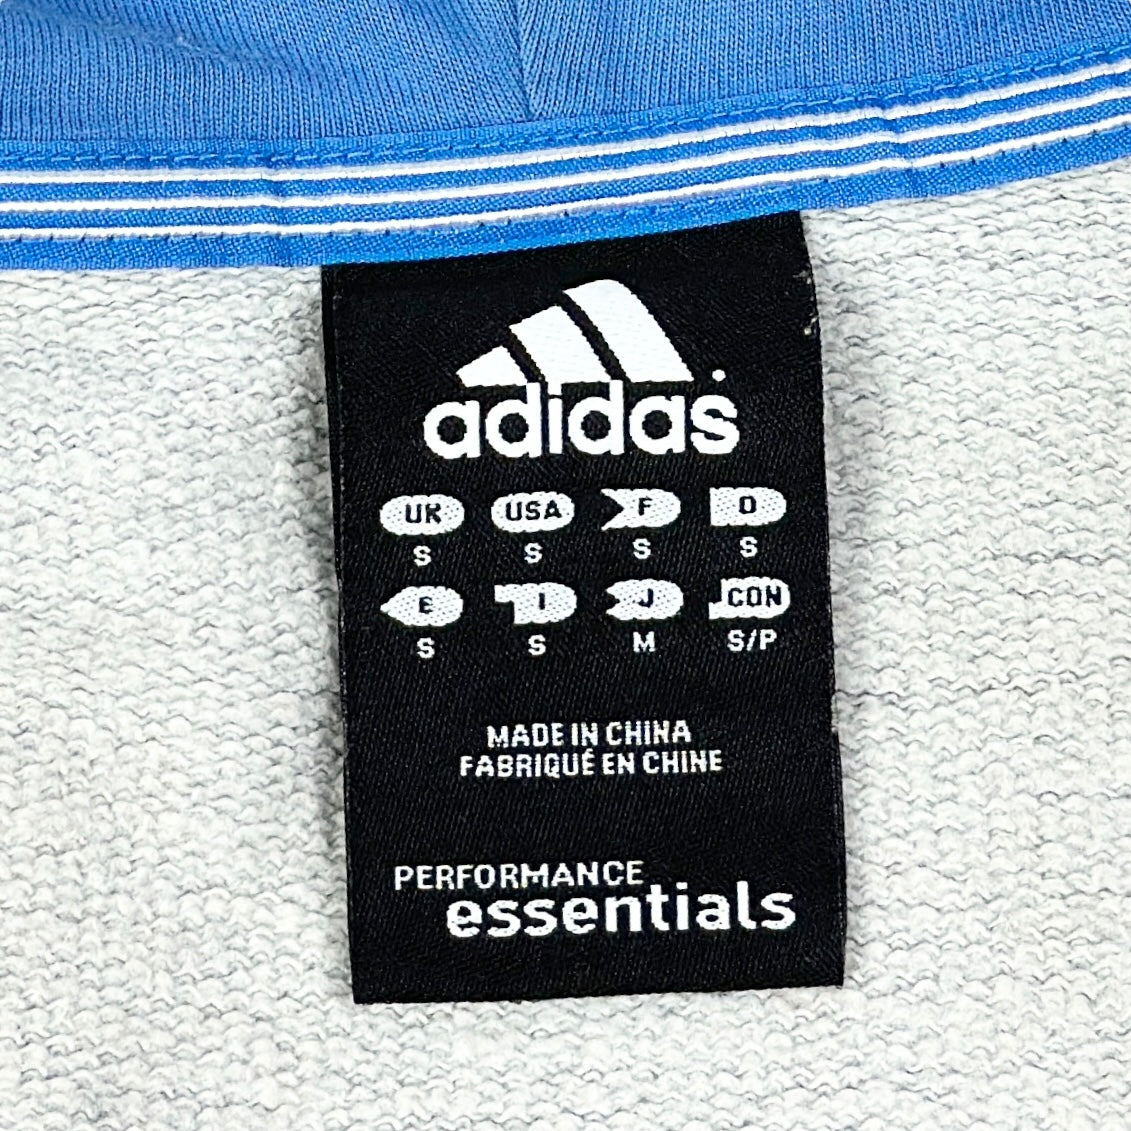 adidas
UK USA F D
S S S S
E I J CON
S S M S/P
MADE IN CHINA
FABRIQUÉ EN CHINE
PERFORMANCE
essentials